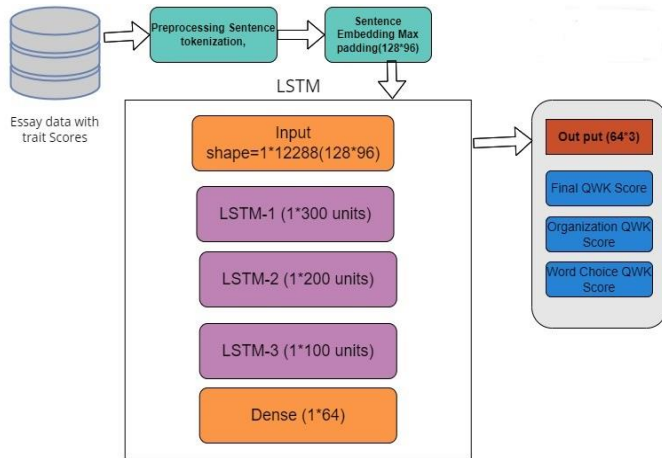 Preprocessing Sentence
tokenization,
Sentence
Embedding Max
padding(128*96)
Essay data with
trait Scores
LSTM
Input
shape=1*12288(128*96)
LSTM-1 (1*300 units)
LSTM-2 (1*200 units)
LSTM-3 (1*100 units)
Dense (1*64)
Out put (64*3)
Final QWK Score
Organization QWK
Score
Word Choice QWK
Score